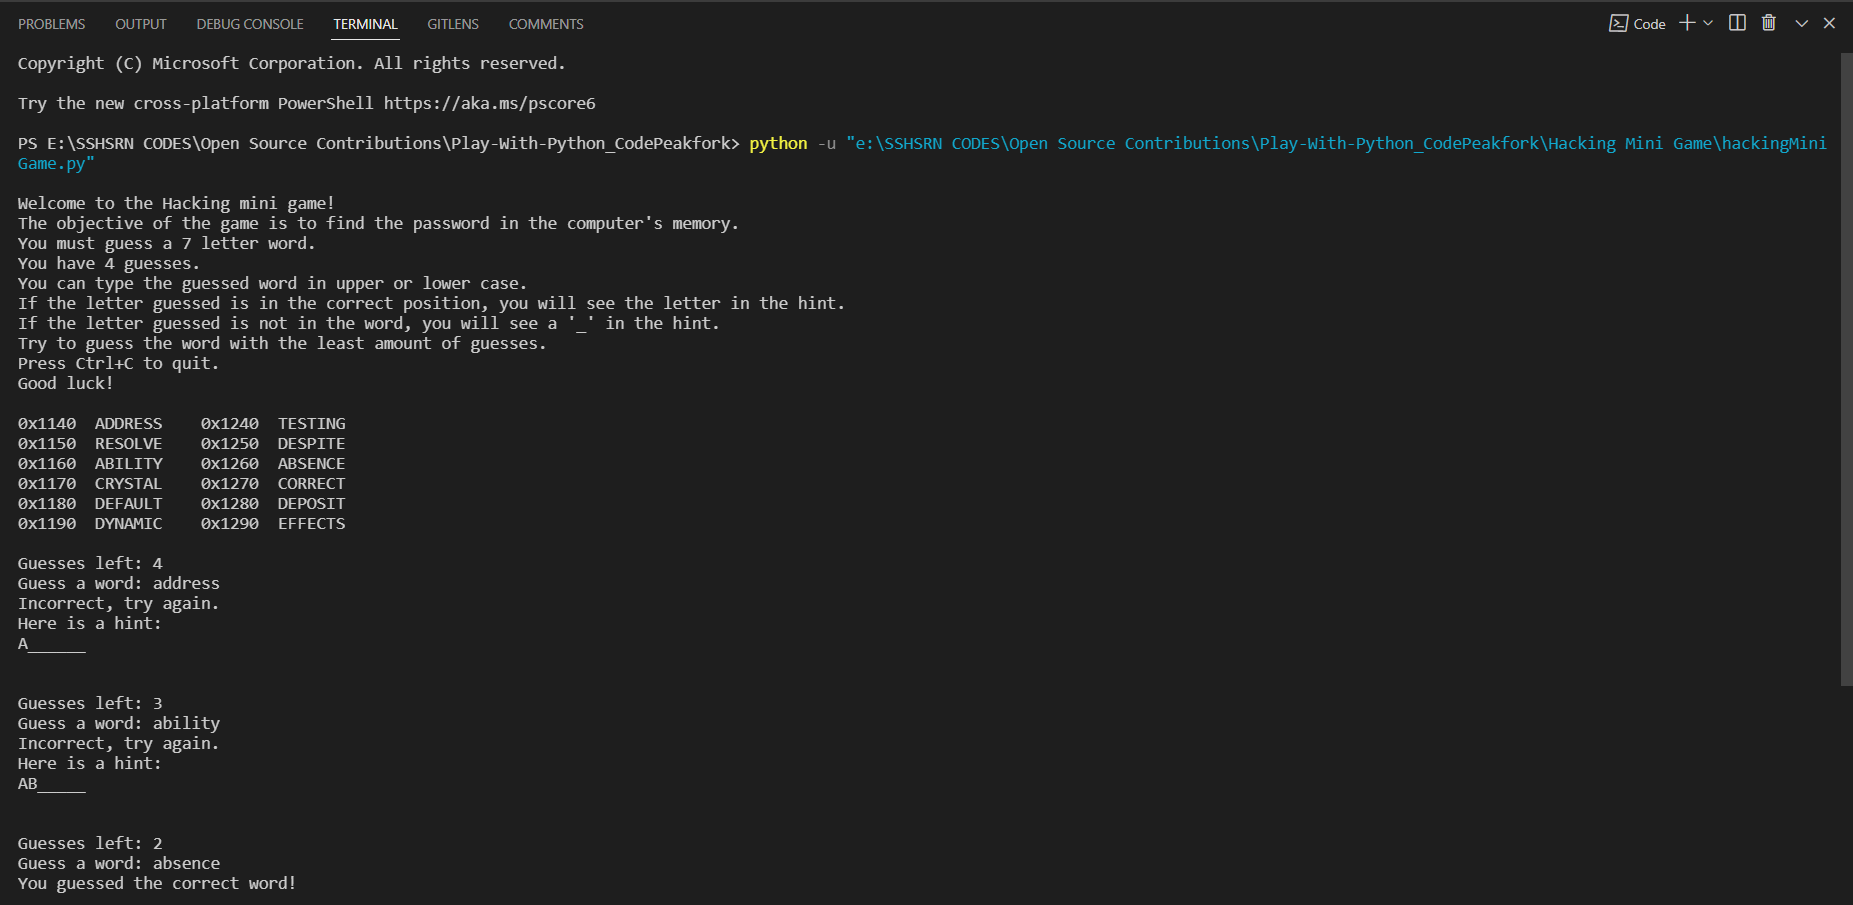 PROBLEMS OUTPUT DEBUG CONSOLE TERMINAL GITLENS COMMENTS Code
Copyright (C) Microsoft Corporation. All rights reserved.
Try the new cross-platform PowerShell https://aka.ms/pscore6
PS E:\SSHSRN CODES\Open Source Contributions\Play-With-Python_CodePeakfork> python -u "e:\SSHSRN CODES\Open Source Contributions\Play-With-Python_CodePeakfork\Hacking Mini Game\hackingMini
Game.py"
Welcome to the Hacking mini game!
The objective of the game is to find the password in the computer's memory.
You must guess a 7 letter word.
You have 4 guesses.
You can type the guessed word in upper or lower case.
If the letter guessed is in the correct position, you will see the letter in the hint.
If the letter guessed is not in the word, you will see a '_' in the hint.
Try to guess the word with the least amount of guesses.
Press Ctrl+C to quit.
Good luck!
0x1140  ADDRESS    0x1240  TESTING
0x1150  RESOLVE    0x1250  DESPITE
0x1160  ABILITY    0x1260  ABSENCE
0x1170  CRYSTAL    0x1270  CORRECT
0x1180  DEFAULT    0x1280  DEPOSIT
0x1190  DYNAMIC    0x1290  EFFECTS
Guesses left: 4
Guess a word: address
Incorrect, try again.
Here is a hint:
A______
Guesses left: 3
Guess a word: ability
Incorrect, try again.
Here is a hint:
AB_____
Guesses left: 2
Guess a word: absence
You guessed the correct word!